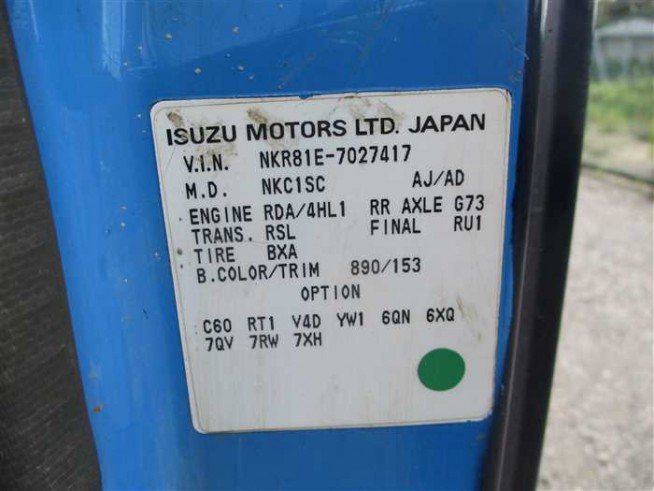 ISUZU MOTORS LTD. JAPAN
V.I.N. NKR81E-7027417
M.D. NKC1SC AJ/AD
ENGINE RDA/4HL1 RR AXLE G73
TRANS. RSL FINAL RU1
TIRE BXA
B.COLOR/TRIM 890/153
OPTION
C60 RT1 V4D YW1 6QN 6XQ
7QV 7RW 7XH